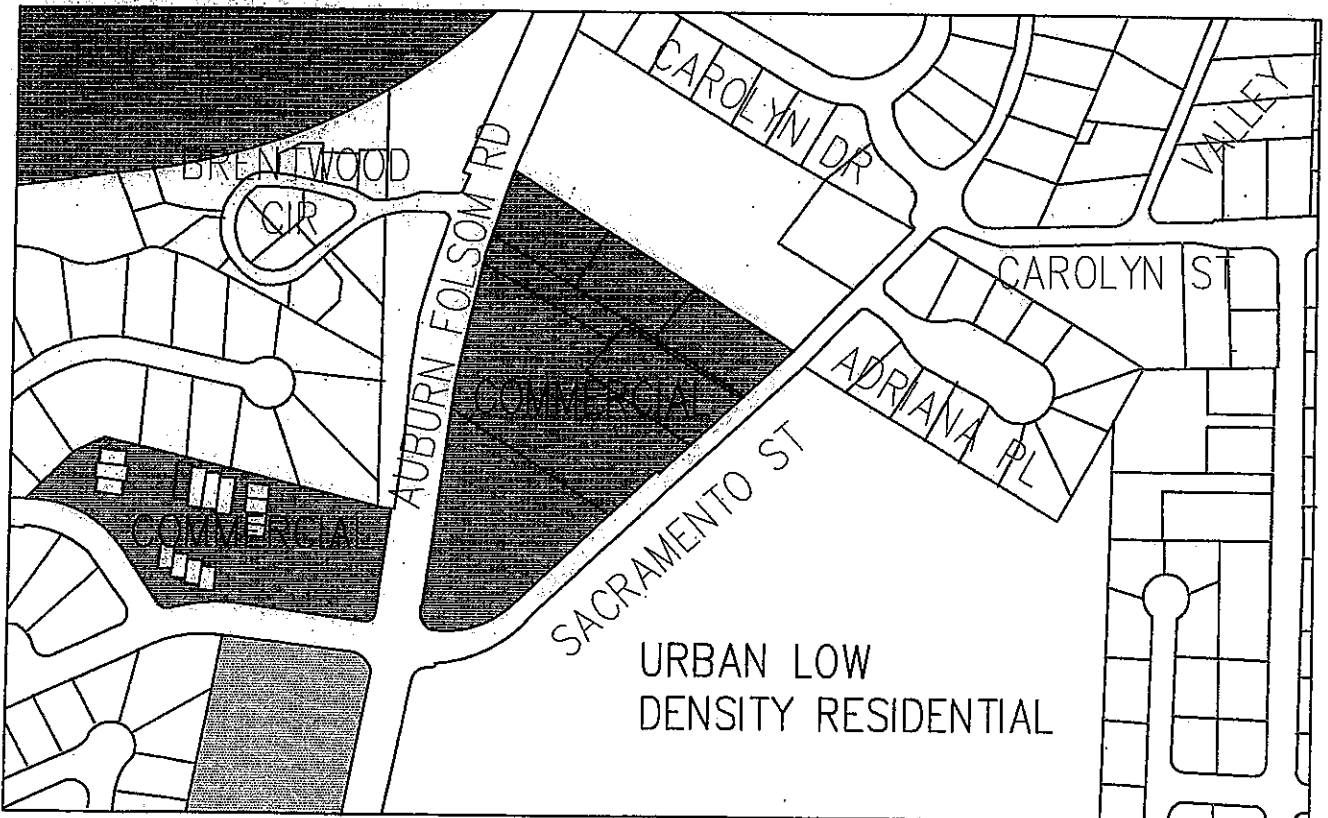 CAROLYN DR
VALLEY
BRENTWOOD
CIR
AUBURN FOLSOM RD
CAROLYN ST
COMMERCIAL
ADRIANA PL
COMMERCIAL
SACRAMENTO ST
URBAN LOW
DENSITY RESIDENTIAL